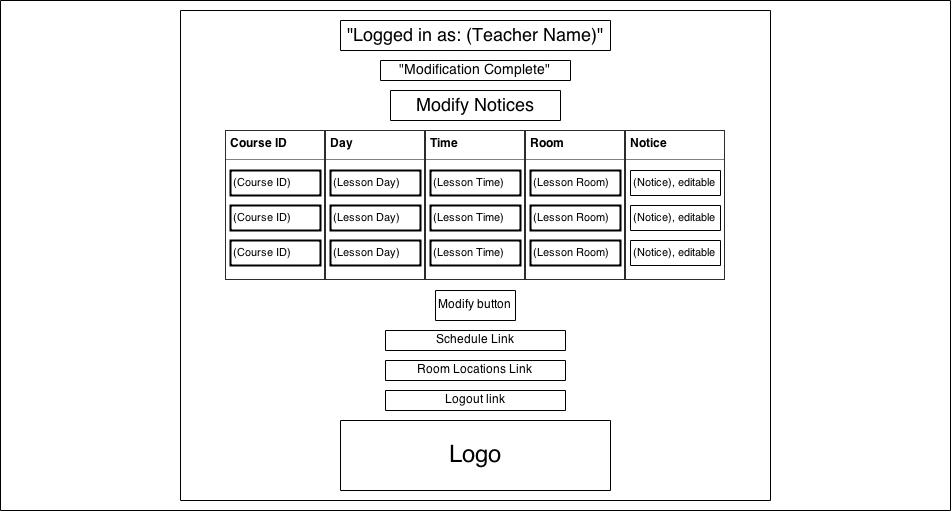 "Logged in as: (Teacher Name)"
"Modification Complete"
Modify Notices
Course ID Day Time Room Notice
(Course ID) (Lesson Day) (Lesson Time) (Lesson Room) (Notice), editable
(Course ID) (Lesson Day) (Lesson Time) (Lesson Room) (Notice), editable
(Course ID) (Lesson Day) (Lesson Time) (Lesson Room) (Notice), editable
Modify button
Schedule Link
Room Locations Link
Logout link
Logo